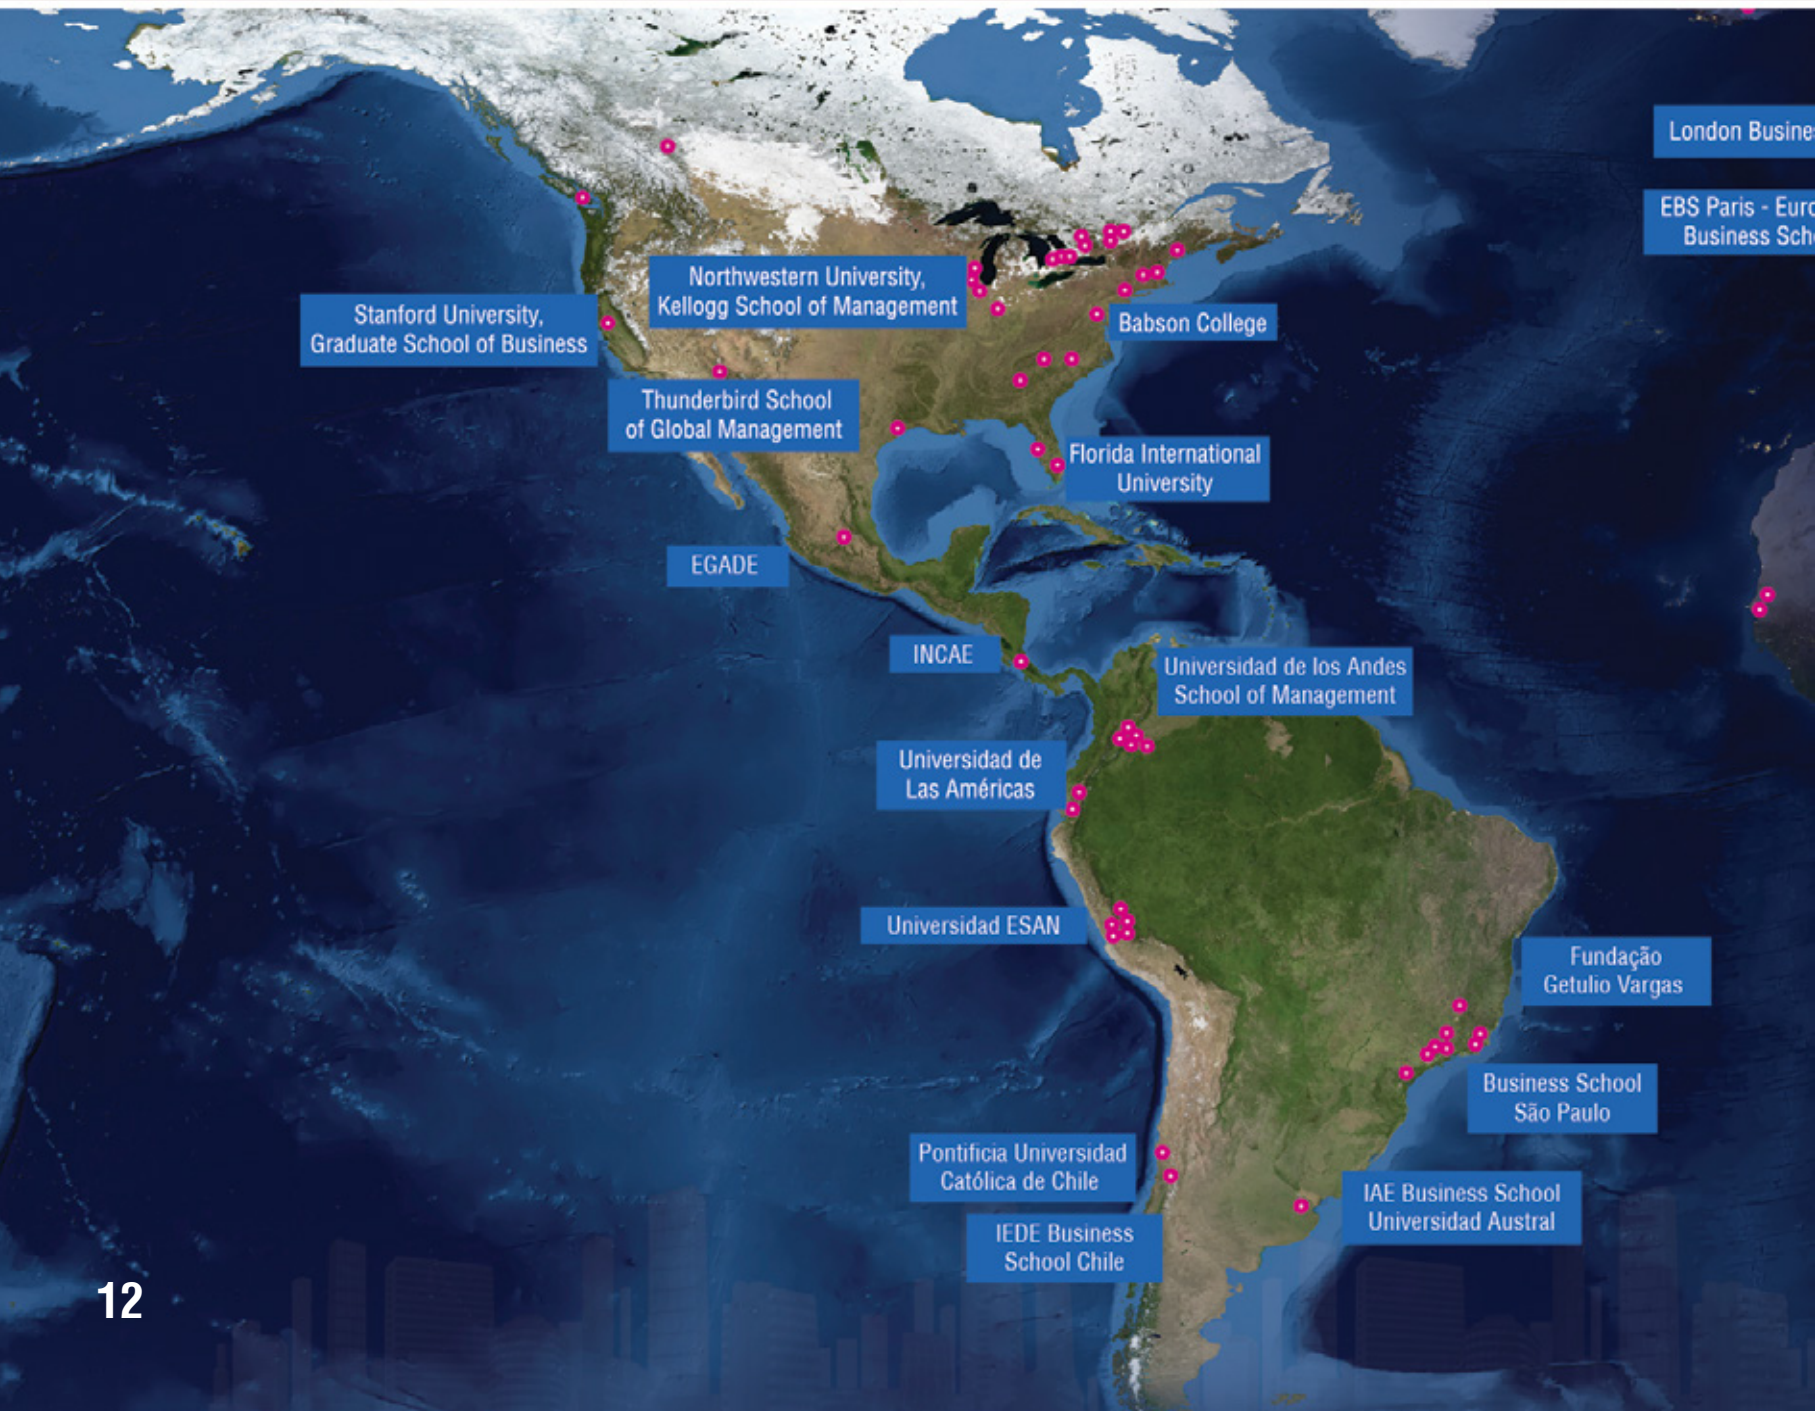 London
EBS Paris -
Business
Northwestern University,
Kellogg School of Management
Stanford University,
Graduate School of Business
Babson College
Thunderbird School
of Global Management
Florida International
University
EGADE
INCAE
Universidad de los Andes
School of Management
Universidad de
Las Américas
Universidad ESAN
Fundação
Getulio Vargas
Business School
São Paulo
Pontificia Universidad
Católica de Chile
IAE Business School
Universidad Austral
IEDE Business
School Chile
12